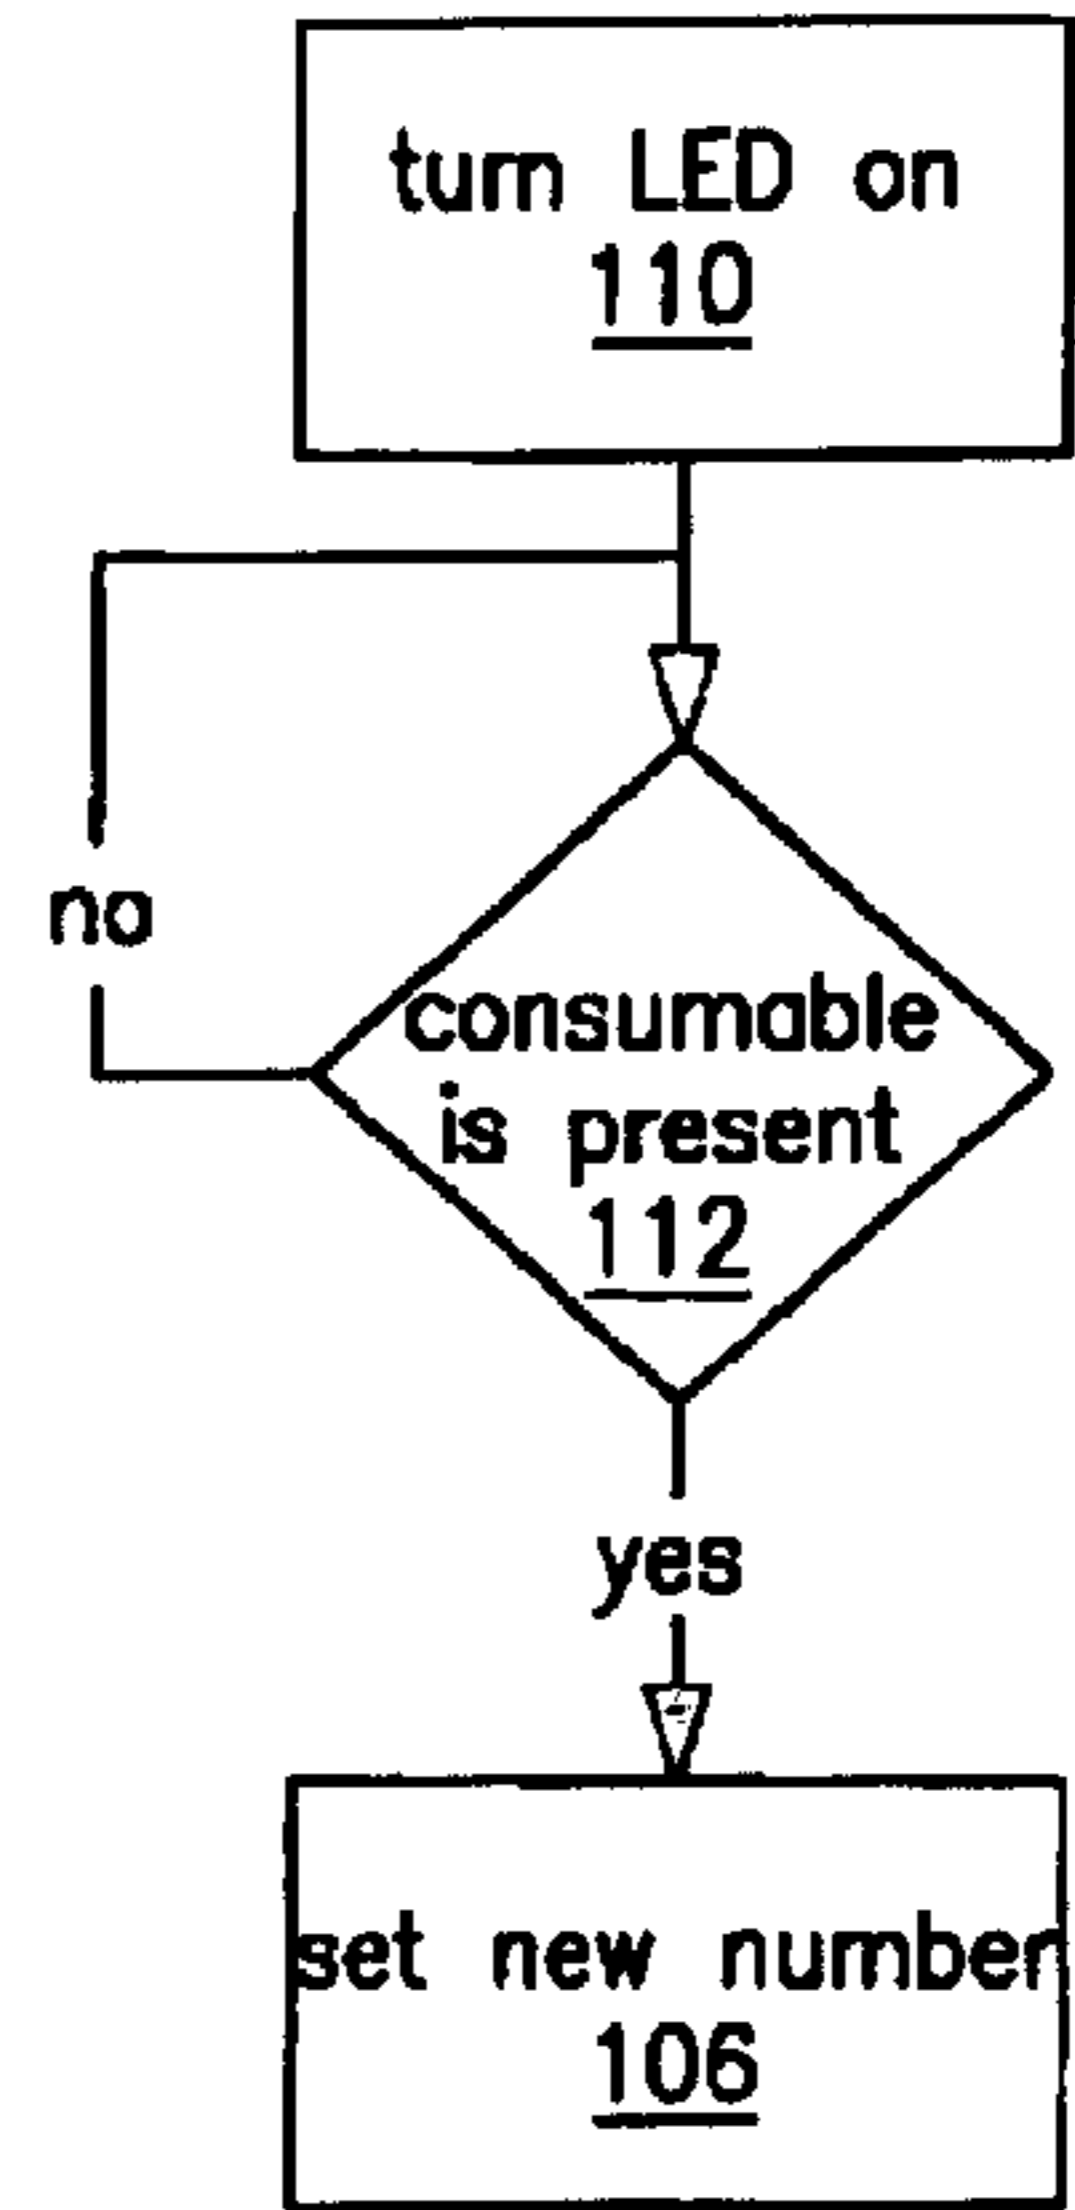 turn LED on
110
no
consumable
is present
112
yes
set new number
106